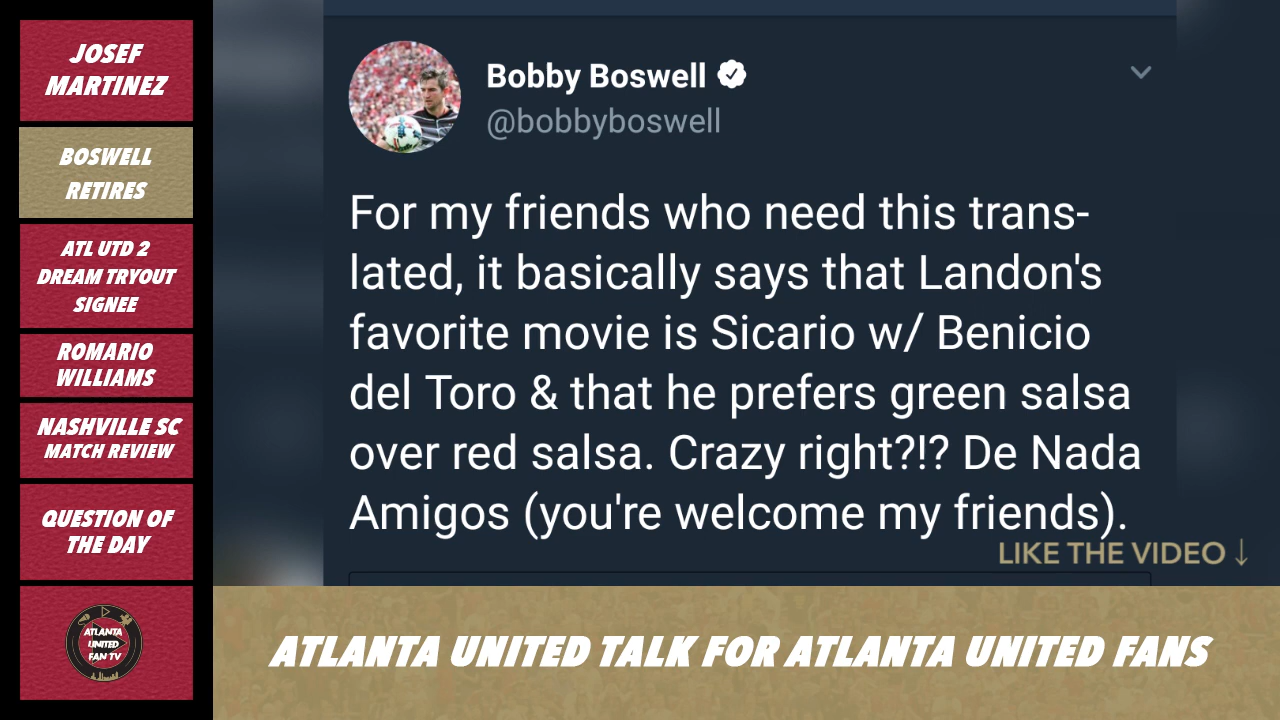 JOSEF
MARTINEZ
BOSWELL
RETIRES
ATL UTD 2
DREAM TRYOUT
SIGNEE
ROMARIO
WILLIAMS
NASHVILLE SC
MATCH REVIEW
QUESTION OF
THE DAY
ATLANTA
UNITED
FAN TV
Bobby Boswell
@bobbyboswell
For my friends who need this trans-
lated, it basically says that Landon's
favorite movie is Sicario w/ Benicio
del Toro & that he prefers green salsa
over red salsa. Crazy right?!? De Nada
Amigos (you're welcome my friends).
LIKE THE VIDEO ↓
ATLANTA UNITED TALK FOR ATLANTA UNITED FANS